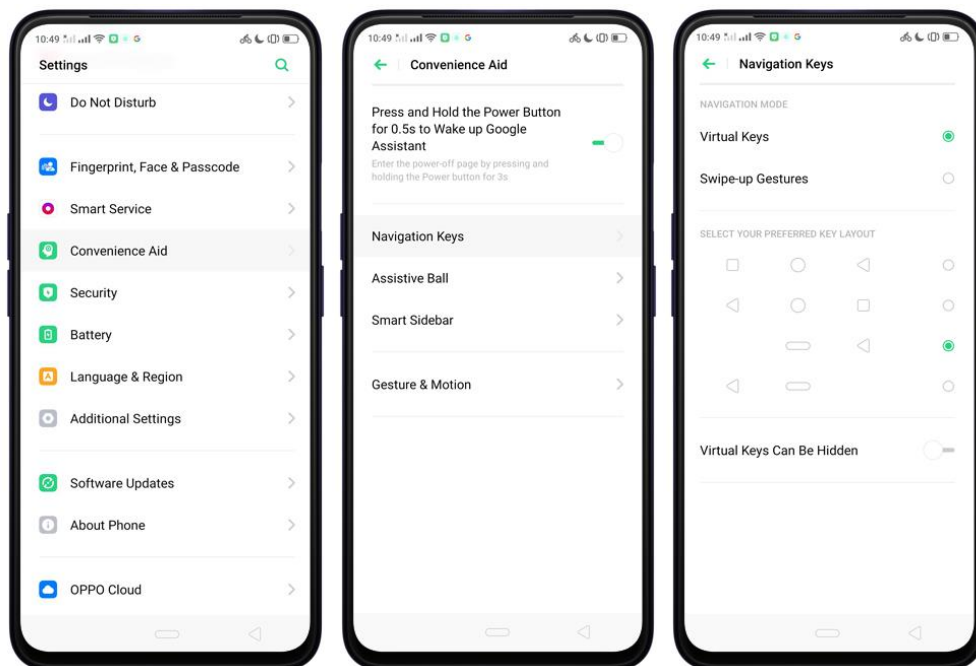 10:49
Settings
Do Not Disturb
Fingerprint, Face & Passcode
Smart Service
Convenience Aid
Security
Battery
Language & Region
Additional Settings
Software Updates
About Phone
OPPO Cloud
10:49
Convenience Aid
Press and Hold the Power Button
for 0.5s to Wake up Google
Assistant
Enter the power-off page by pressing and
holding the Power button for 3s
Navigation Keys
Assistive Ball
Smart Sidebar
Gesture & Motion
10:49
Navigation Keys
NAVIGATION MODE
Virtual Keys
Swipe-up Gestures
SELECT YOUR PREFERRED KEY LAYOUT
Virtual Keys Can Be Hidden